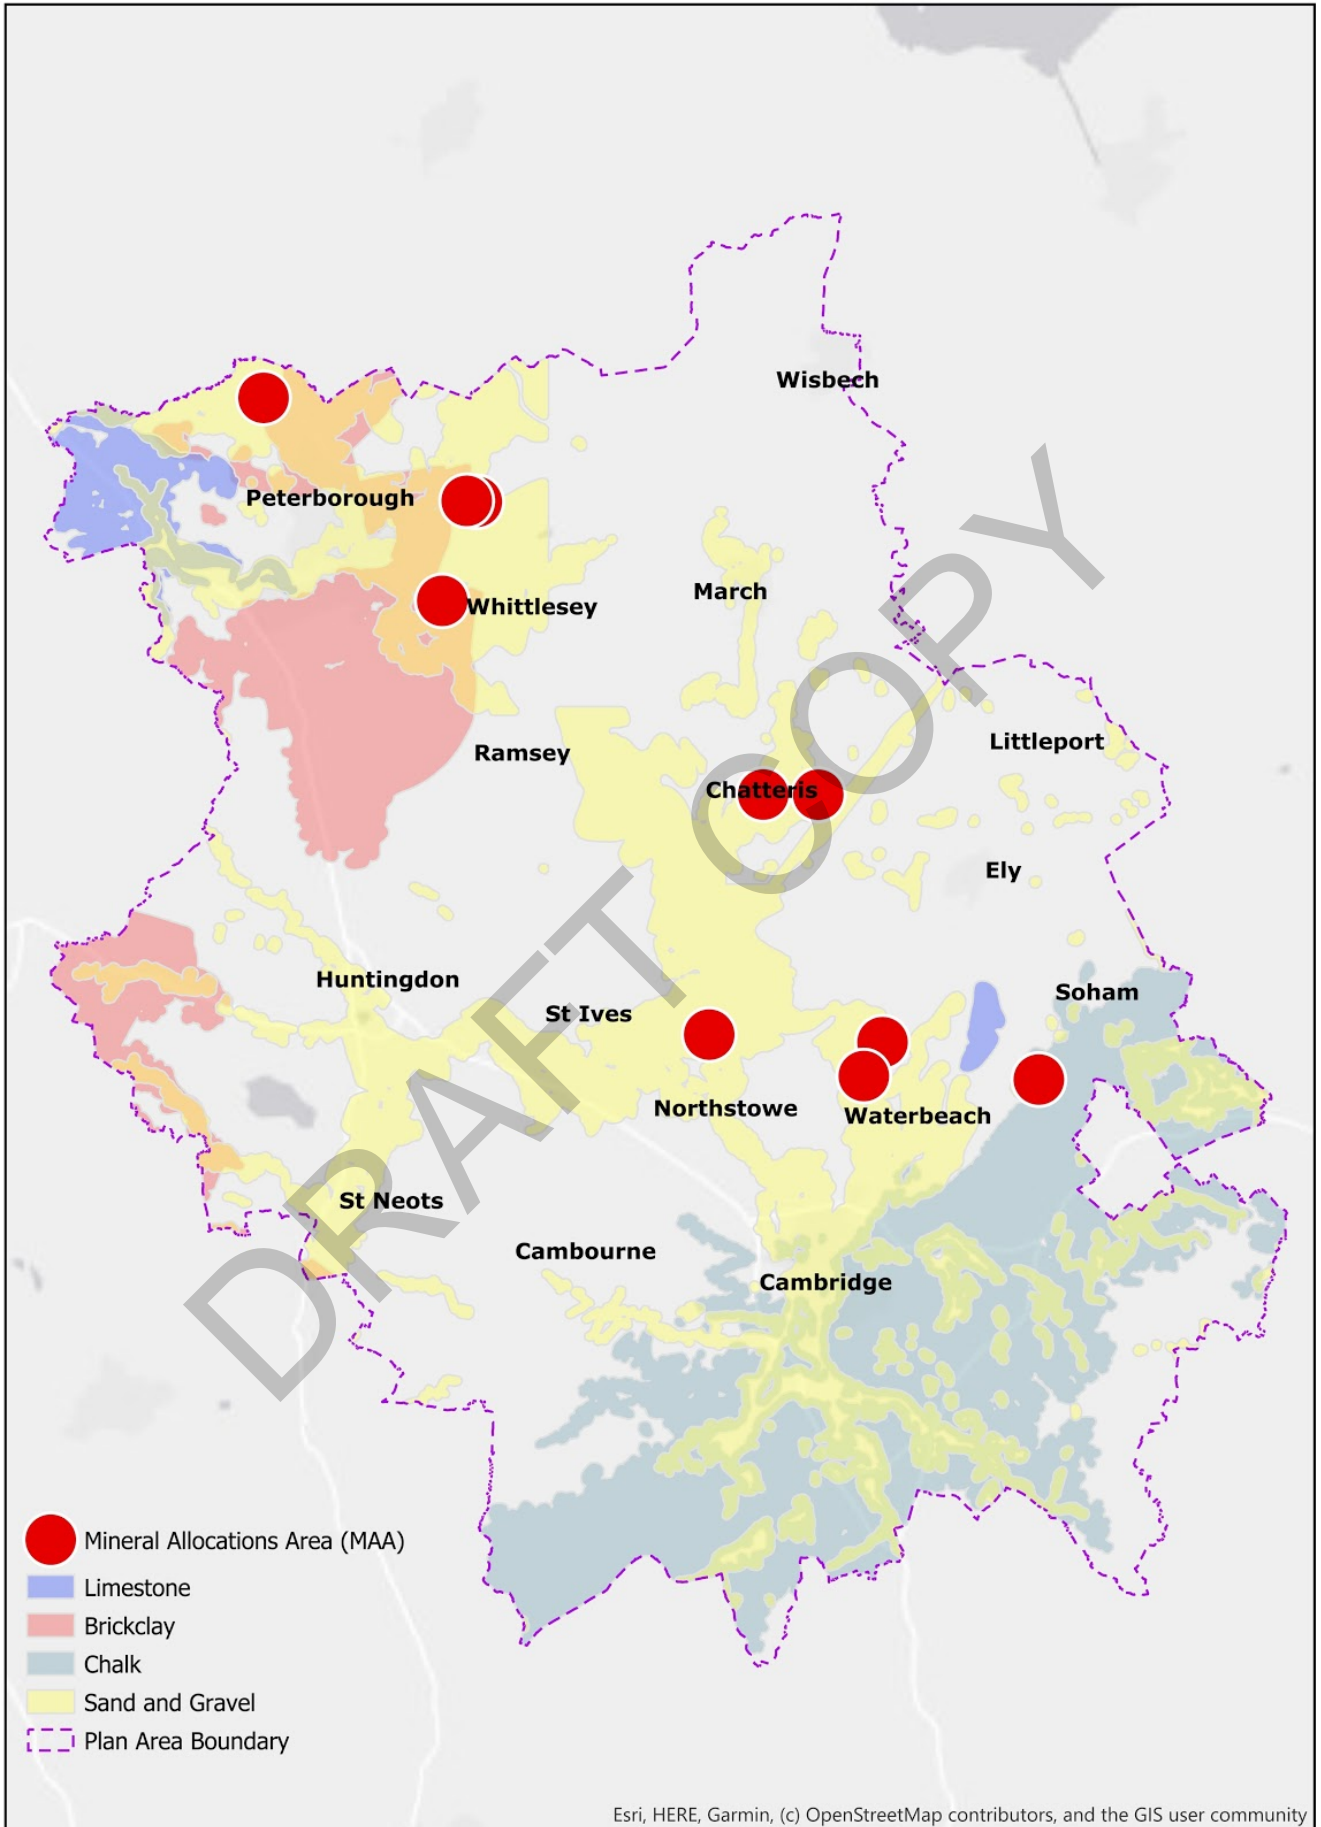 Wisbech
Peterborough
March
Whittlesey
Littleport
Ramsey
Chatteris
Ely
Huntingdon
Soham
St Ives
Northstowe
Waterbeach
St Neots
Cambourne
Cambridge
DRAFT COPY
Mineral Allocations Area (MAA)
Limestone
Brickclay
Chalk
Sand and Gravel
Plan Area Boundary
Esri, HERE, Garmin, (c) OpenStreetMap contributors, and the GIS user community